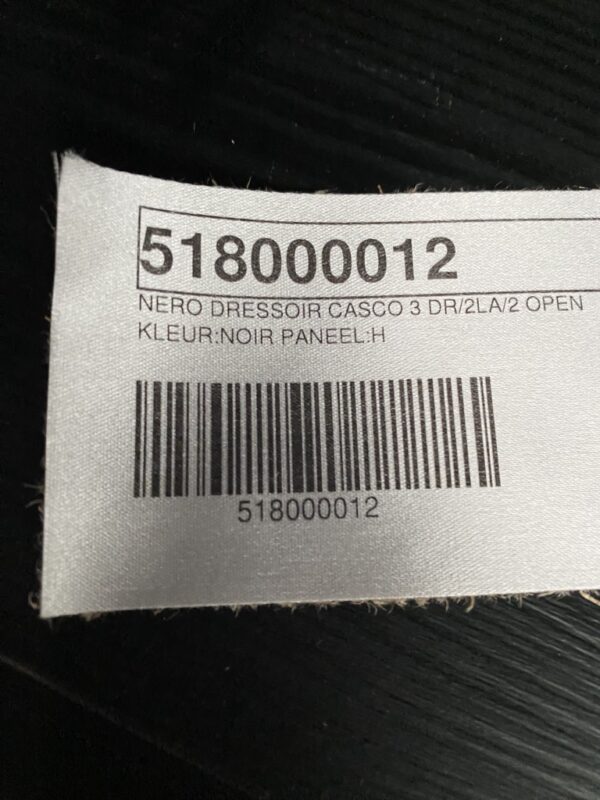 518000012
NERO DRESSOIR CASCO 3 DR/2LA/2 OPEN
KLEUR:NOIR PANEEL:H
518000012